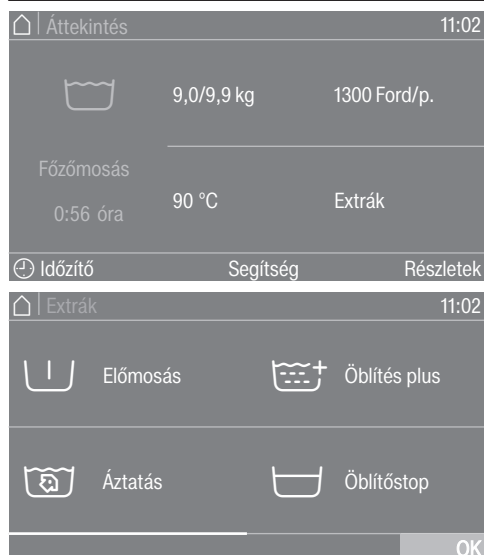 Áttekintés 11:02
9,0/9,9 kg 1300 Ford/p.
Főzőmosás
0:56 óra
90 °C Extrák
Időzítő Segítség Részletek
Extrák 11:02
Előmosás Öblítés plus
Áztatás Öblítőstop
OK